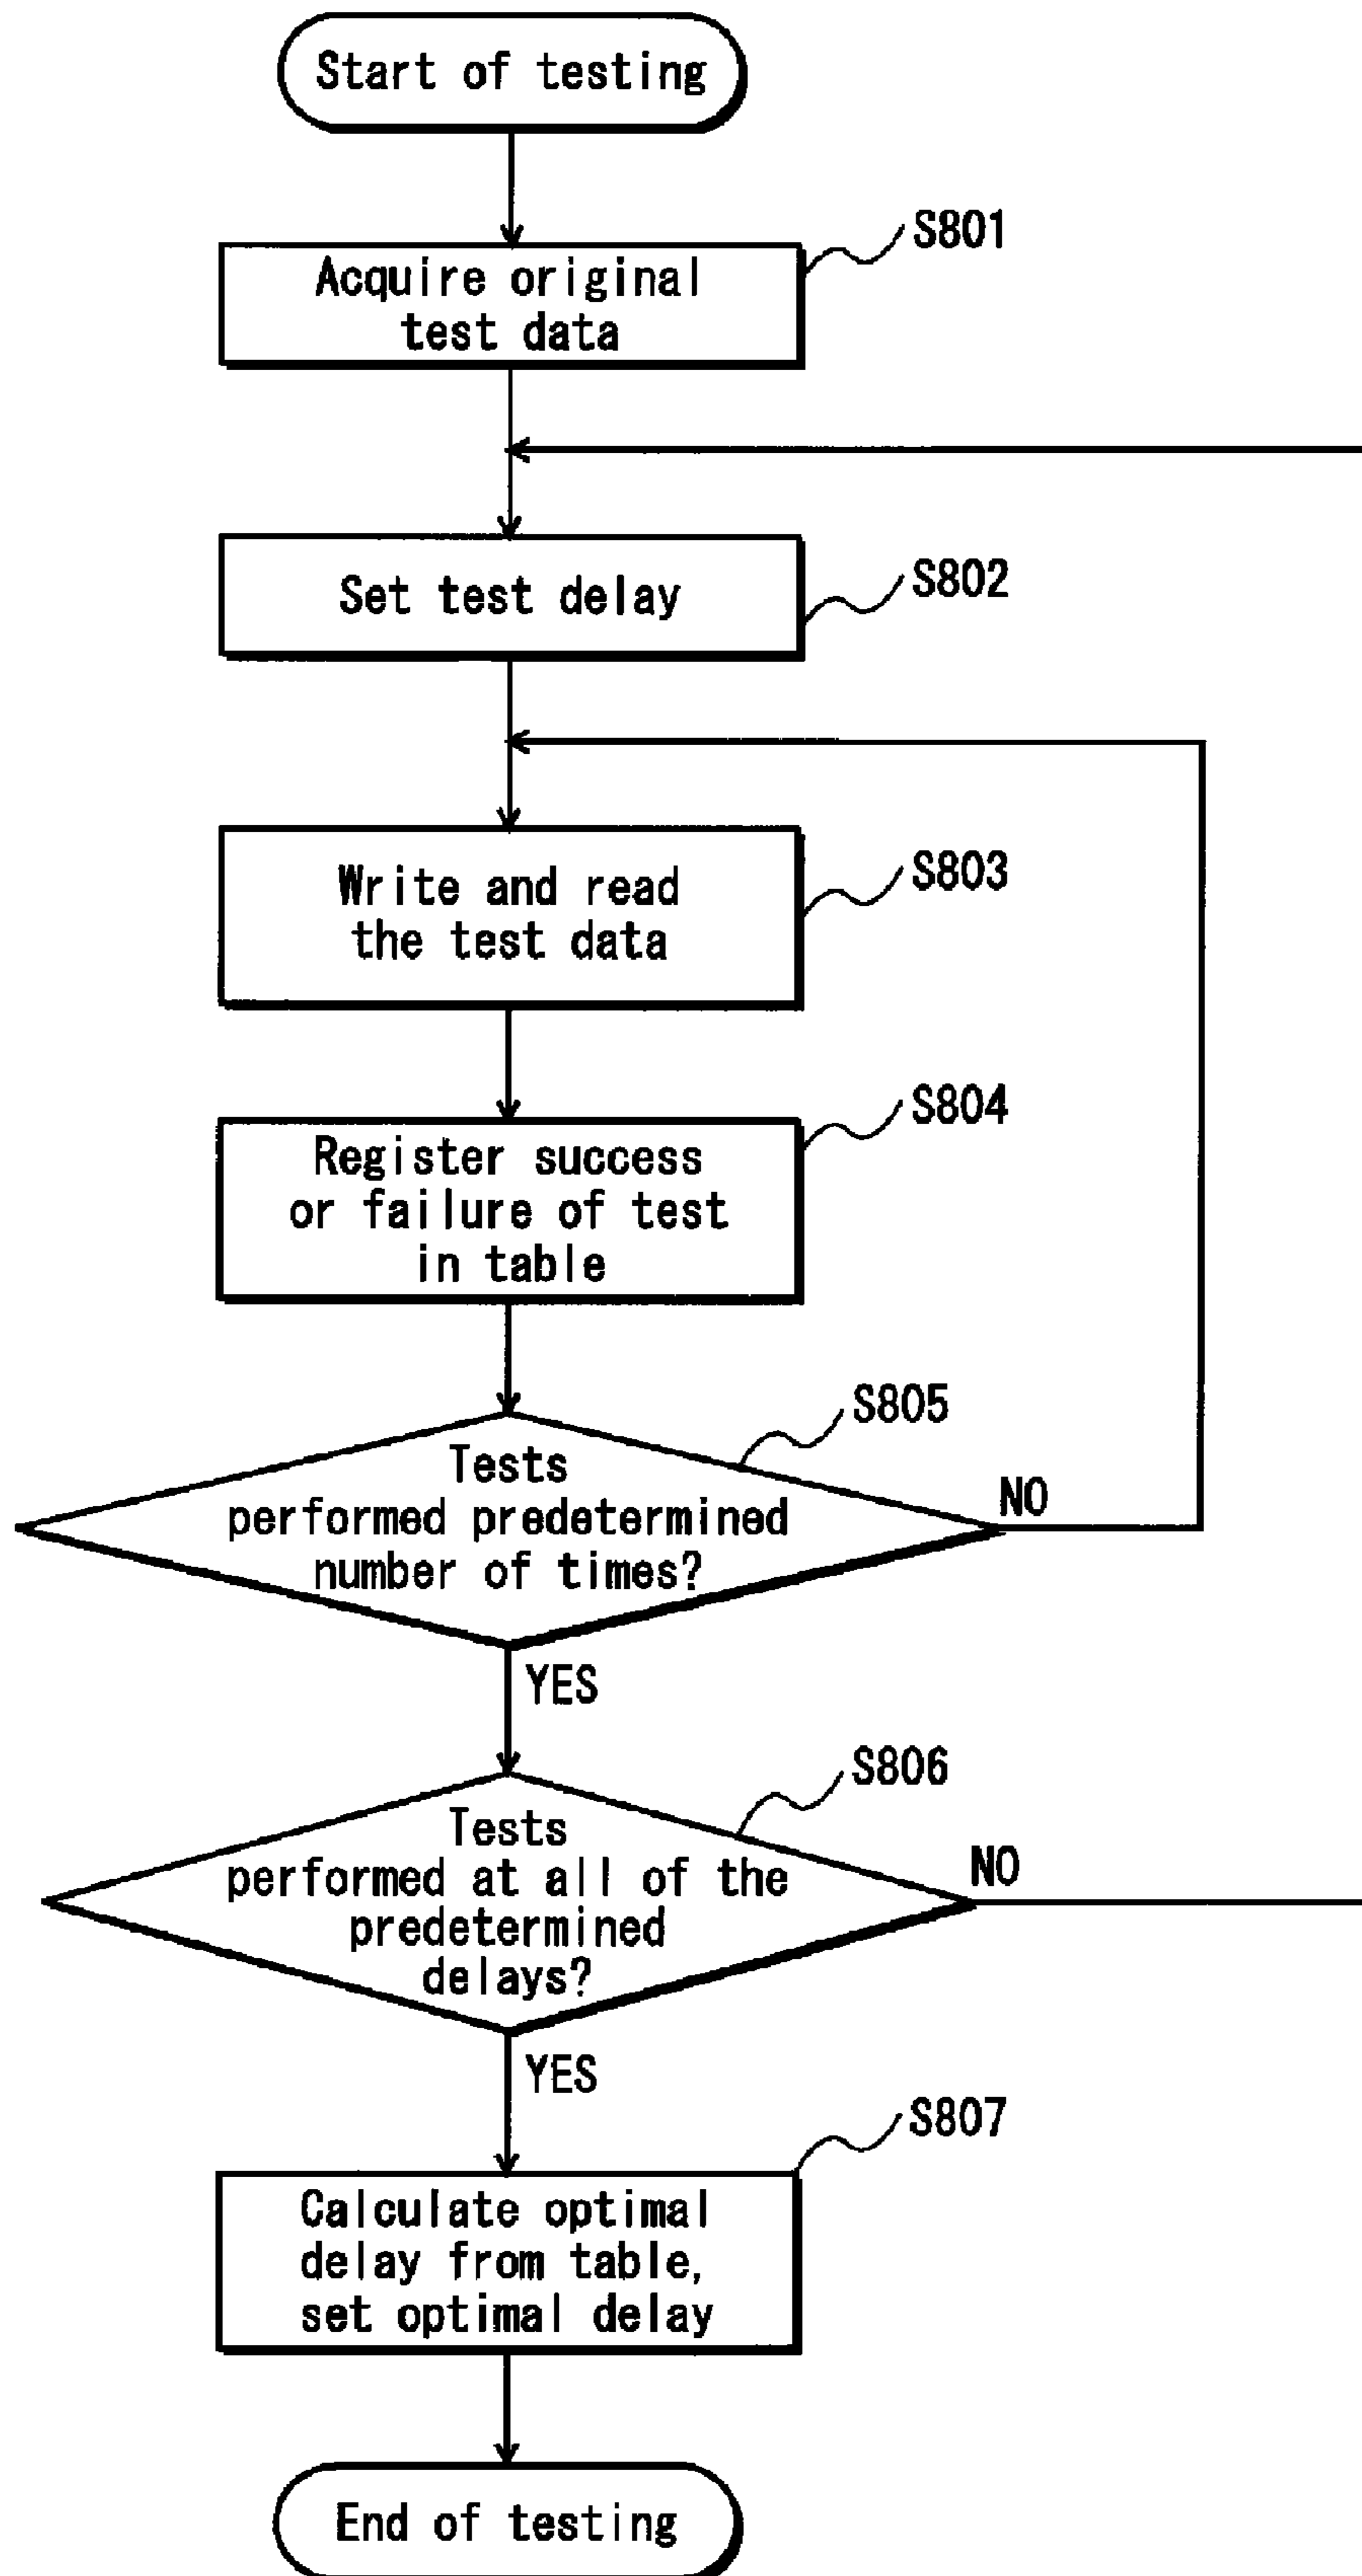 Start of testing
S801
Acquire original
test data
S802
Set test delay
S803
Write and read
the test data
S804
Register success
or failure of test
in table
S805
Tests
performed predetermined
number of times?
NO
YES
S806
Tests
performed at all of the
predetermined
delays?
NO
YES
S807
Calculate optimal
delay from table,
set optimal delay
End of testing